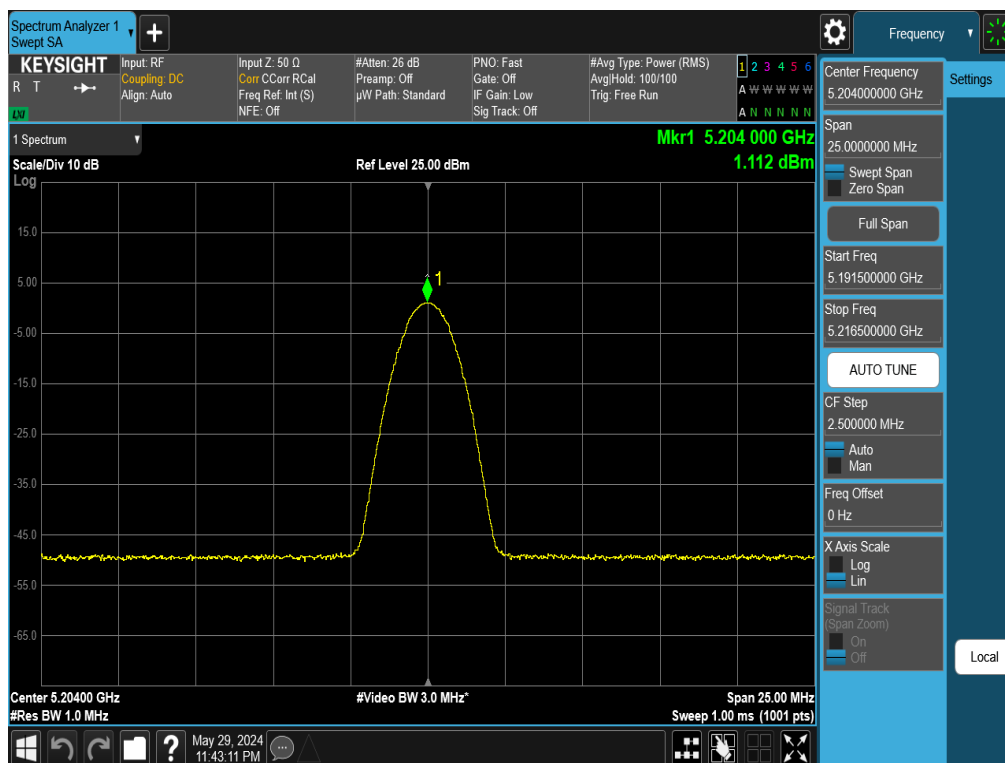 Spectrum Analyzer 1
Swept SA
Frequency
KEYSIGHT
R T
LXI
Input: RF
Coupling: DC
Align: Auto
Input Z: 50 Ω
Corr CCorr RCal
Freq Ref: Int (S)
NFE: Off
#Atten: 26 dB
Preamp: Off
µW Path: Standard
PNO: Fast
Gate: Off
IF Gain: Low
Sig Track: Off
#Avg Type: Power (RMS)
Avg|Hold: 100/100
Trig: Free Run
1 2 3 4 5 6
A W W W W W
A N N N N N
1 Spectrum
Mkr1 5.204 000 GHz
1.112 dBm
Scale/Div 10 dB
Ref Level 25.00 dBm
Log
15.0
5.00
-5.00
-15.0
-25.0
-35.0
-45.0
-55.0
-65.0
1
Center 5.20400 GHz
#Res BW 1.0 MHz
#Video BW 3.0 MHz*
Span 25.00 MHz
Sweep 1.00 ms (1001 pts)
Center Frequency
5.204000000 GHz
Span
25.0000000 MHz
Swept Span
Zero Span
Full Span
Start Freq
5.191500000 GHz
Stop Freq
5.216500000 GHz
AUTO TUNE
CF Step
2.500000 MHz
Auto
Man
Freq Offset
0 Hz
X Axis Scale
Log
Lin
Signal Track
(Span Zoom)
On
Off
Settings
Local
?
May 29, 2024
11:43:11 PM